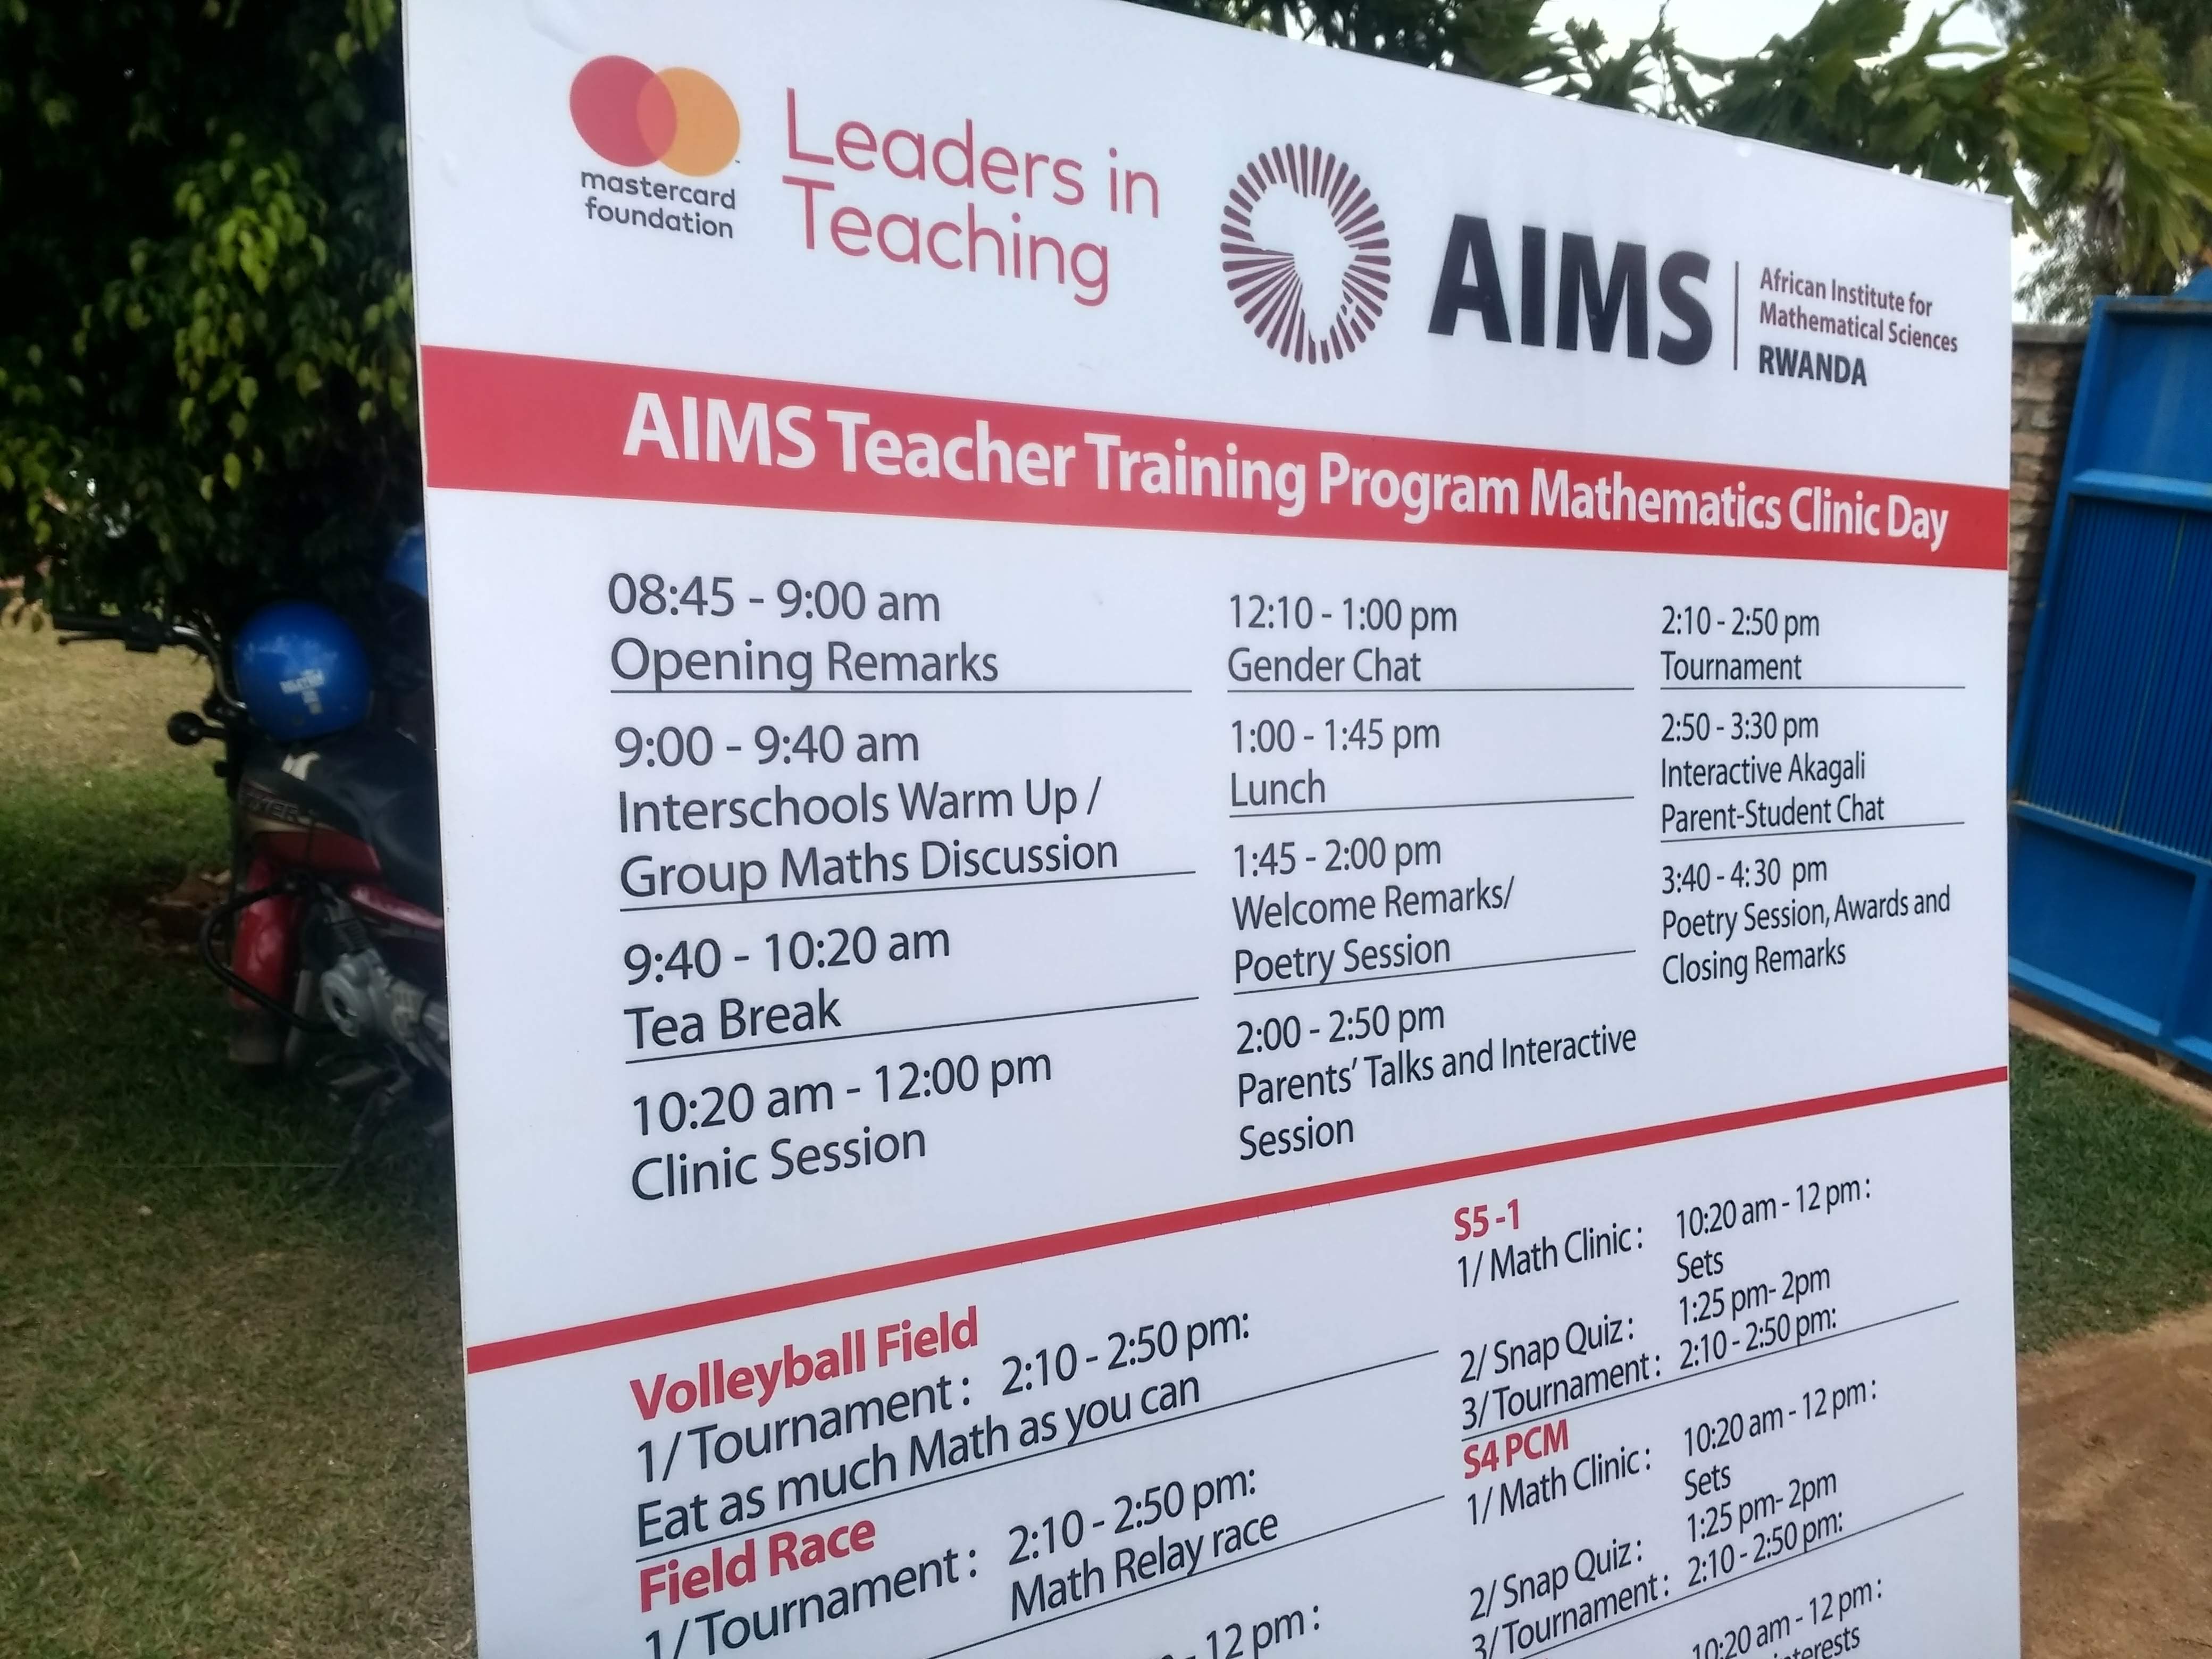 mastercard
foundation
Leaders in
Teaching
AIMS
African Institute for
Mathematical Sciences
RWANDA
AIMS Teacher Training Program Mathematics Clinic Day
08:45 - 9:00 am
Opening Remarks
9:00 - 9:40 am
Interschools Warm Up /
Group Maths Discussion
9:40 - 10:20 am
Tea Break
10:20 am - 12:00 pm
Clinic Session
12:10 - 1:00 pm
Gender Chat
1:00 - 1:45 pm
Lunch
1:45 - 2:00 pm
Welcome Remarks/
Poetry Session
2:00 - 2:50 pm
Parents' Talks and Interactive
Session
2:10 - 2:50 pm
Tournament
2:50 - 3:30 pm
Interactive Akagali
Parent-Student Chat
3:40 - 4:30 pm
Poetry Session, Awards and
Closing Remarks
Volleyball Field
1/ Tournament : 2:10 - 2:50 pm:
Eat as much Math as you can
Field Race
1/ Tournament : 2:10 - 2:50 pm:
Math Relay race
- 12 pm :
S5 -1
1/ Math Clinic : 10:20 am - 12 pm :
Sets
2/ Snap Quiz : 1:25 pm- 2pm
3/ Tournament : 2:10 - 2:50 pm:
S4 PCM
1/ Math Clinic : 10:20 am - 12 pm :
Sets
2/ Snap Quiz : 1:25 pm- 2pm
3/ Tournament : 2:10 - 2:50 pm:
10:20 am - 12 pm :